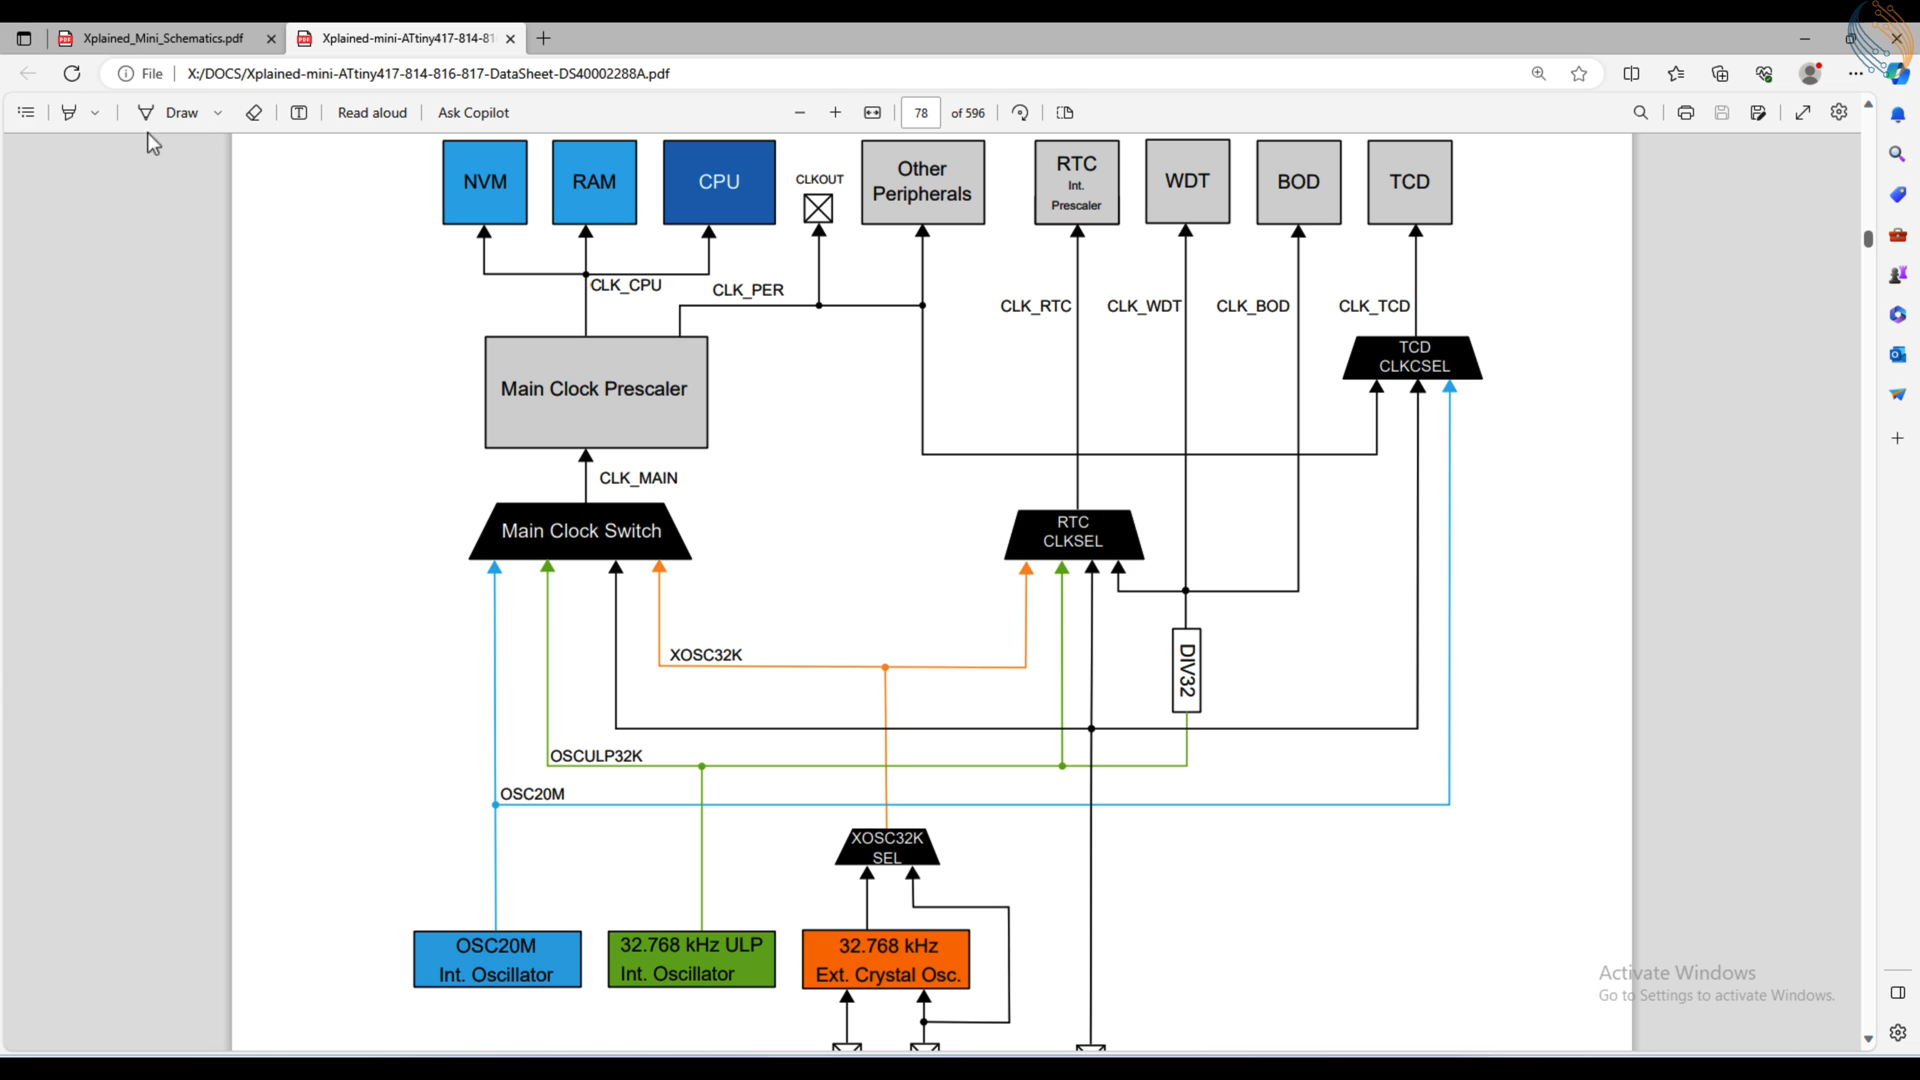 Xplained_Mini_Schematics.pdf
Xplained-mini-ATtiny417-814-81
File
X:/DOCS/Xplained-mini-ATtiny417-814-816-817-DataSheet-DS40002288A.pdf
Draw
Read aloud
Ask Copilot
78
of 596
NVM
RAM
CPU
CLKOUT
Other
Peripherals
RTC
Int.
Prescaler
WDT
BOD
TCD
CLK_CPU
CLK_PER
CLK_RTC
CLK_WDT
CLK_BOD
CLK_TCD
TCD
CLKCSEL
Main Clock Prescaler
CLK_MAIN
Main Clock Switch
RTC
CLKSEL
XOSC32K
DIV32
OSCULP32K
OSC20M
XOSC32K
SEL
OSC20M
Int. Oscillator
32.768 kHz ULP
Int. Oscillator
32.768 kHz
Ext. Crystal Osc.
Activate Windows
Go to Settings to activate Windows.